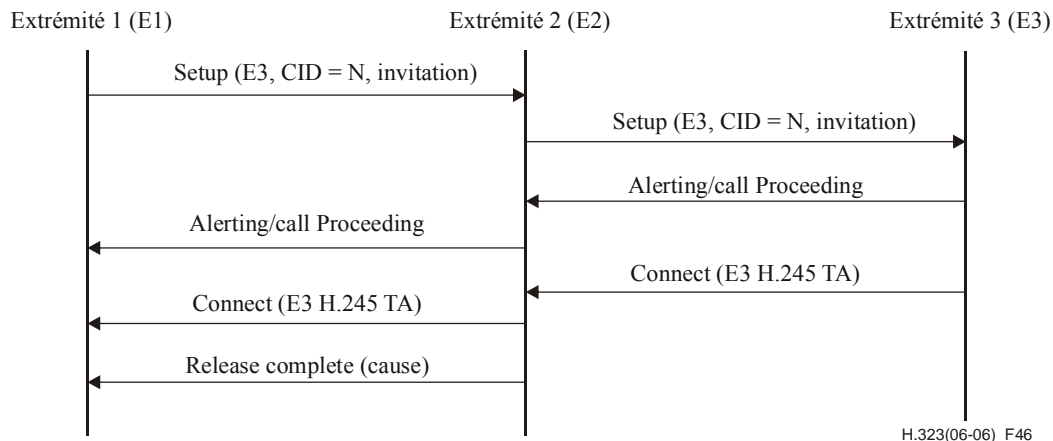 Extrémité 1 (E1) Extrémité 2 (E2) Extrémité 3 (E3)
Setup (E3, CID = N, invitation)
Setup (E3, CID = N, invitation)
Alerting/call Proceeding
Alerting/call Proceeding
Connect (E3 H.245 TA)
Connect (E3 H.245 TA)
Release complete (cause)
H.323(06-06)_F46